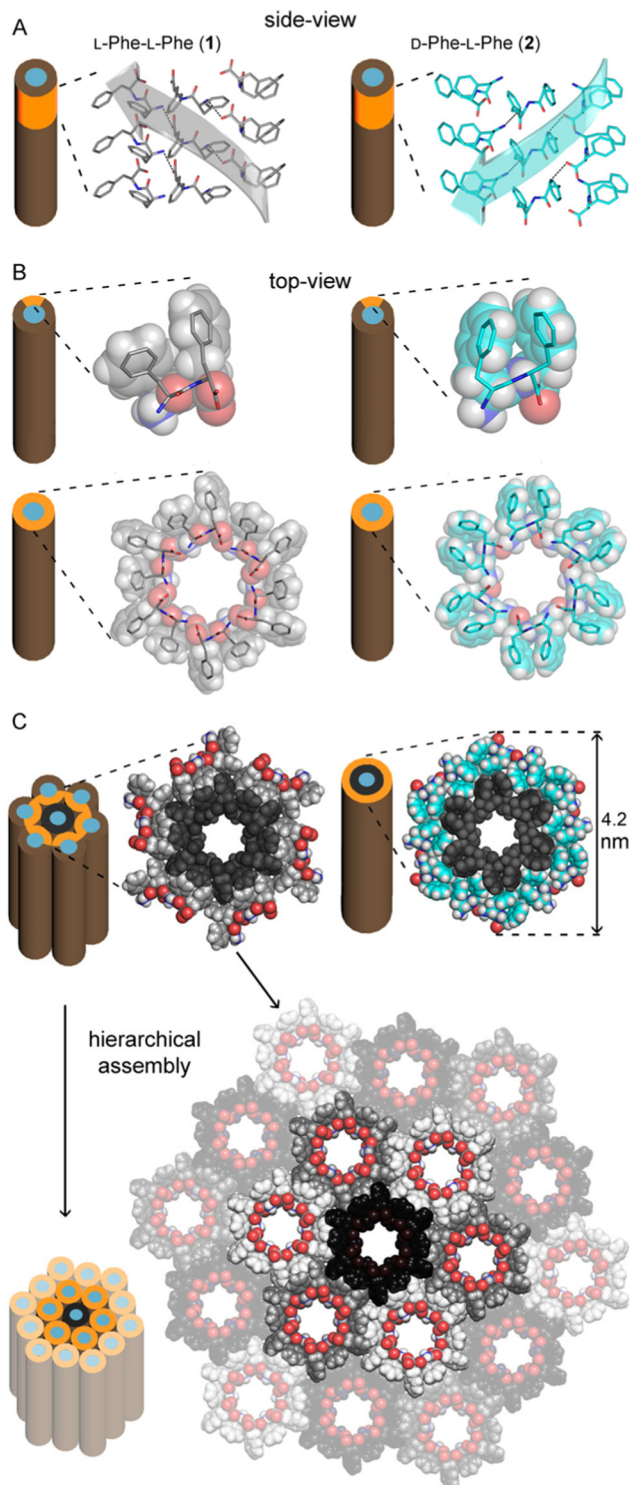 A
side-view
L-Phe-L-Phe (1)
D-Phe-L-Phe (2)
B
top-view
C
4.2
nm
hierarchical
assembly